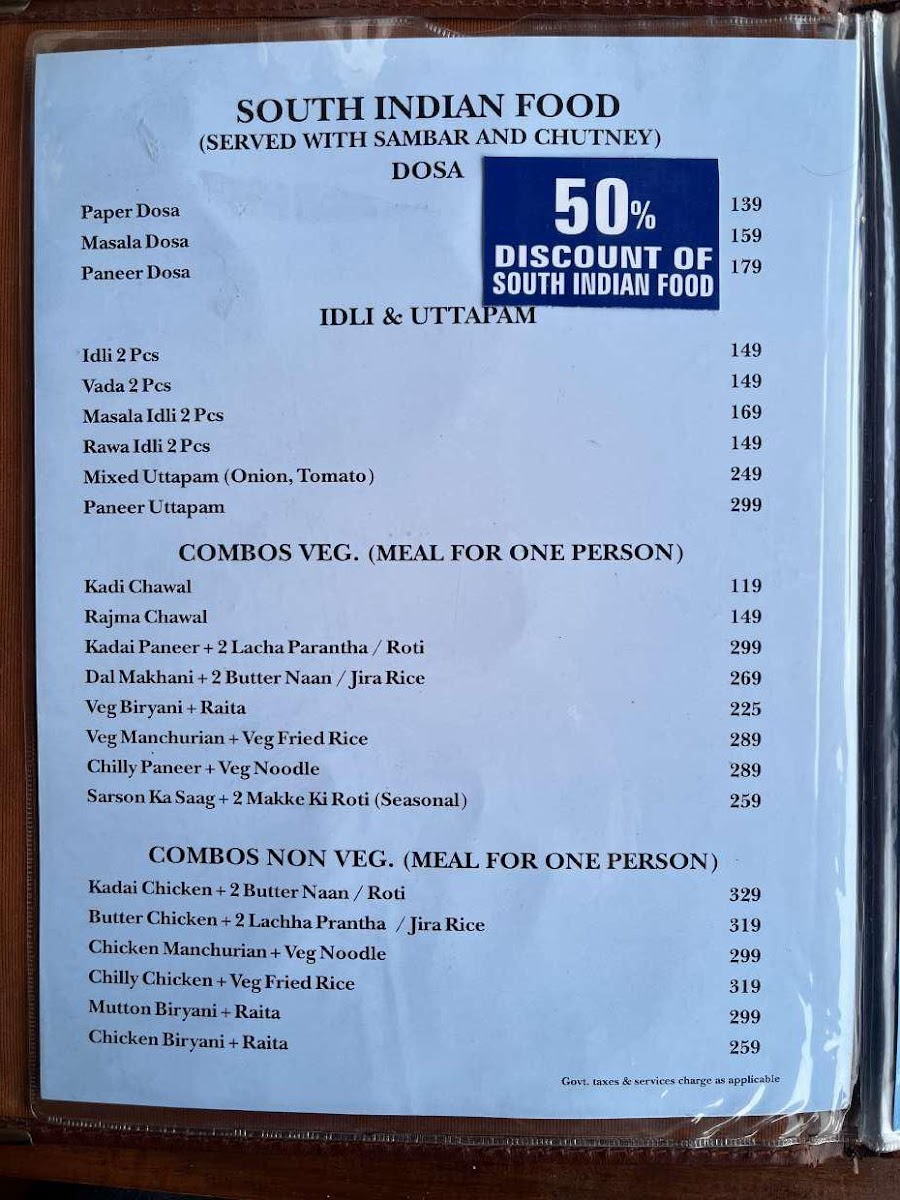 SOUTH INDIAN FOOD
(SERVED WITH SAMBAR AND CHUTNEY)
DOSA
50%
DISCOUNT OF
SOUTH INDIAN FOOD
Paper Dosa 139
Masala Dosa 159
Paneer Dosa 179
IDLI & UTTAPAM
Idli 2 Pcs 149
Vada 2 Pcs 149
Masala Idli 2 Pcs 169
Rawa Idli 2 Pcs 149
Mixed Uttapam (Onion, Tomato) 249
Paneer Uttapam 299
COMBOS VEG. (MEAL FOR ONE PERSON)
Kadi Chawal 119
Rajma Chawal 149
Kadai Paneer + 2 Lacha Parantha / Roti 299
Dal Makhani + 2 Butter Naan / Jira Rice 269
Veg Biryani + Raita 225
Veg Manchurian + Veg Fried Rice 289
Chilly Paneer + Veg Noodle 289
Sarson Ka Saag + 2 Makke Ki Roti (Seasonal) 259
COMBOS NON VEG. (MEAL FOR ONE PERSON)
Kadai Chicken + 2 Butter Naan / Roti 329
Butter Chicken + 2 Lachha Prantha / Jira Rice 319
Chicken Manchurian + Veg Noodle 299
Chilly Chicken + Veg Fried Rice 319
Mutton Biryani + Raita 299
Chicken Biryani + Raita 259
Govt. taxes & services charge as applicable